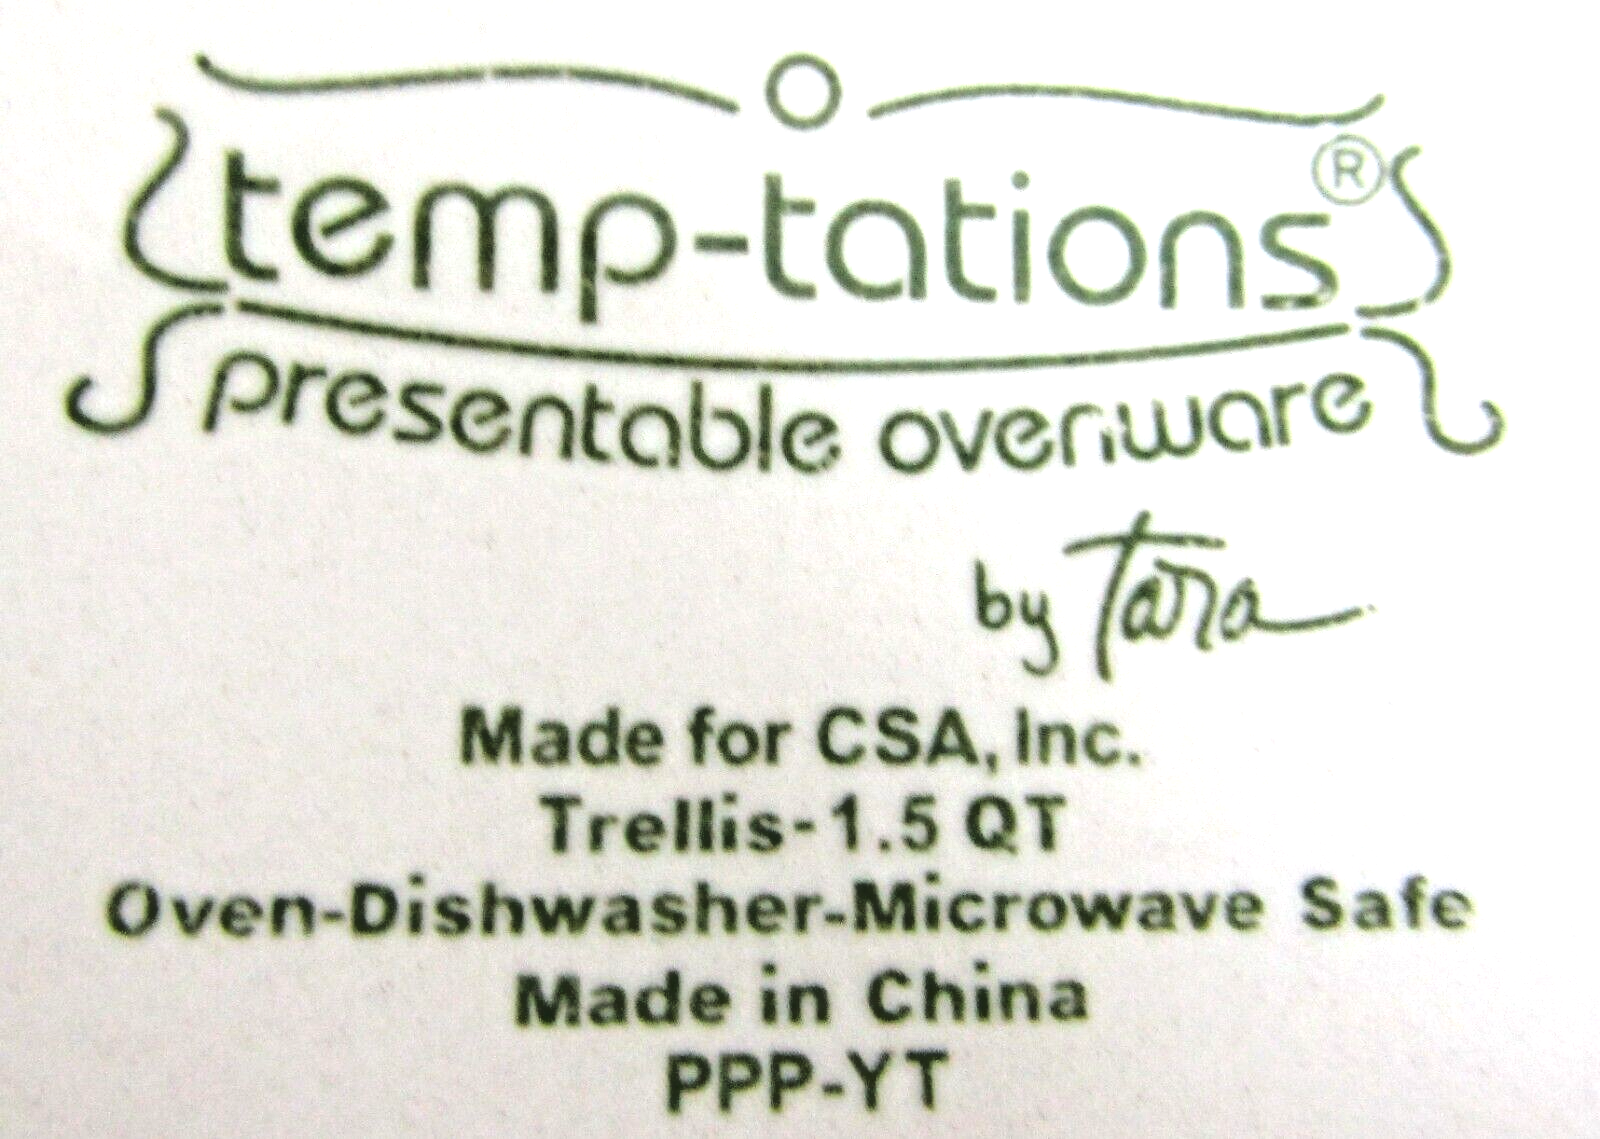 temp-tations®
presentable ovenware
by Tara
Made for CSA, Inc.
Trellis-1.5 QT
Oven-Dishwasher-Microwave Safe
Made in China
PPP-YT